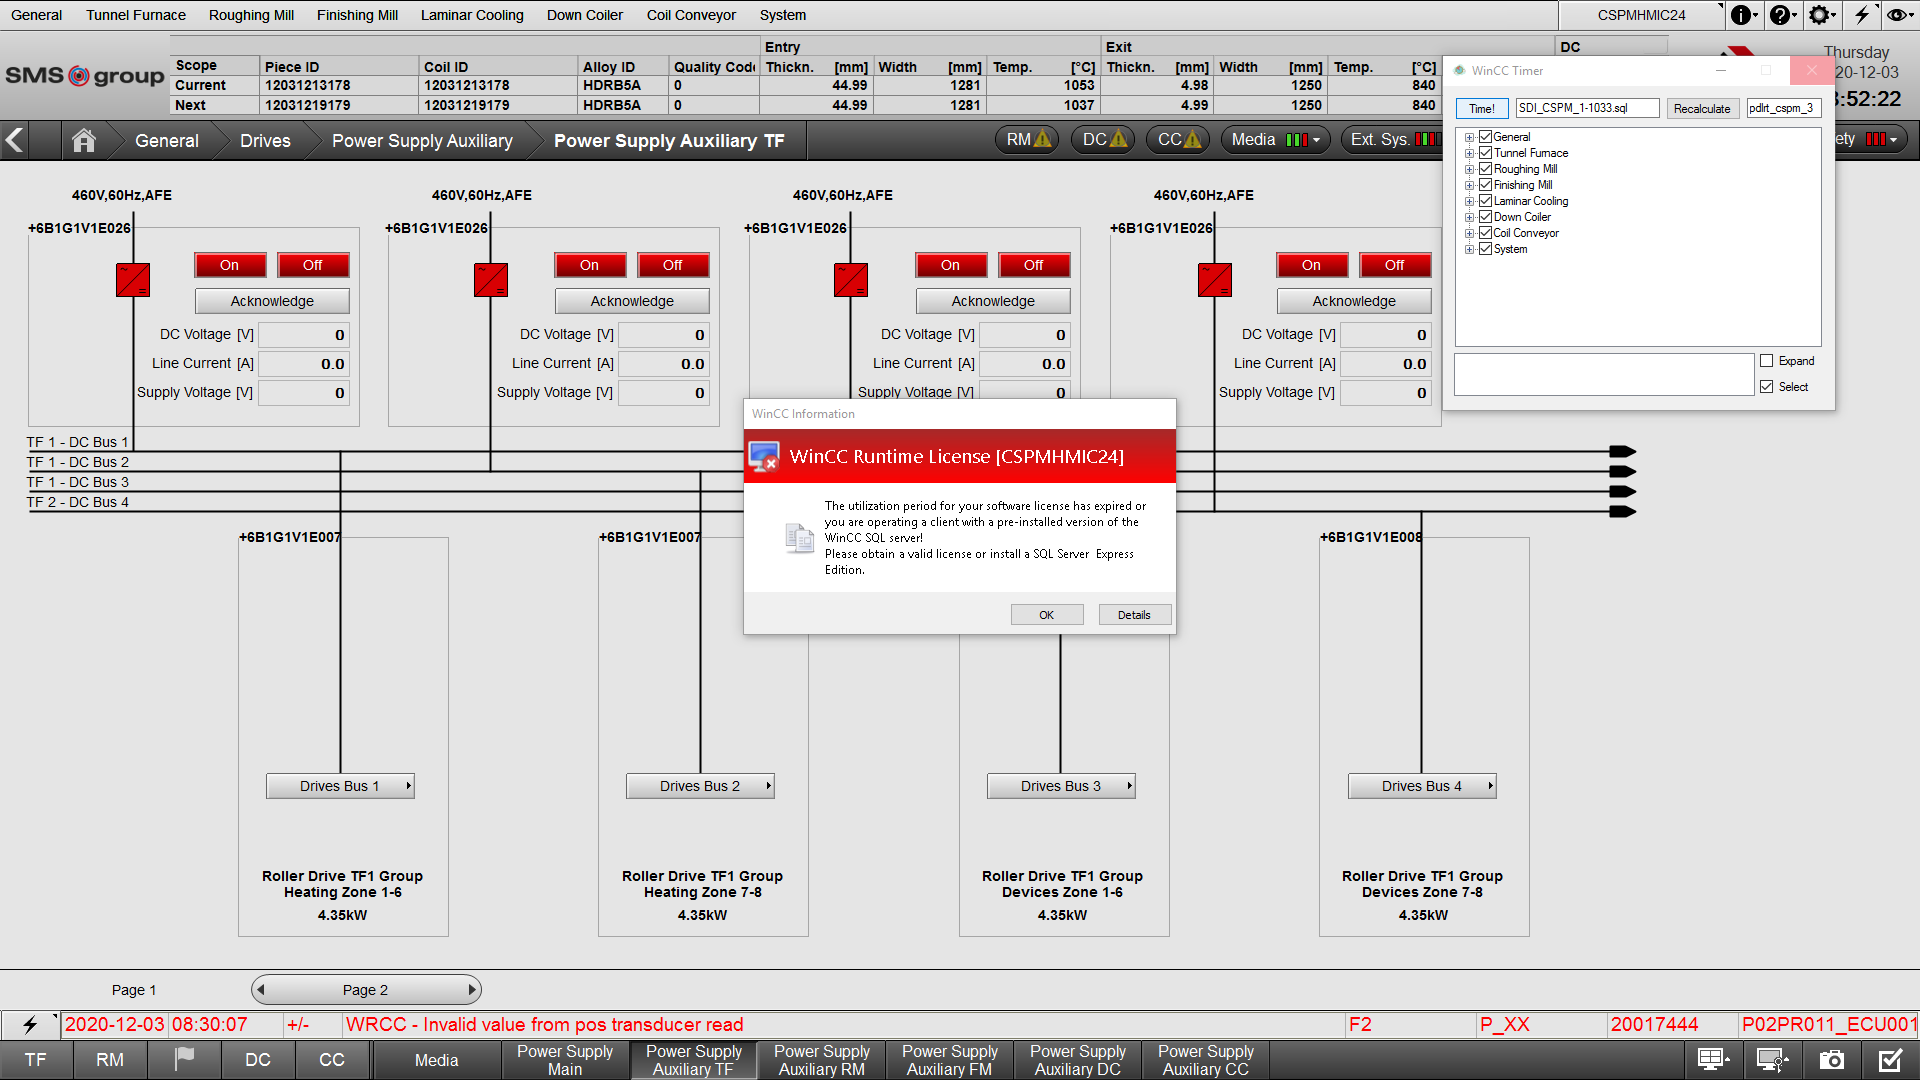 General Tunnel Furnace Roughing Mill Finishing Mill Laminar Cooling Down Coiler Coil Conveyor System CSPMHMIC24
SMS group
Entry Exit DC
Scope Piece ID Coil ID Alloy ID Quality Code Thickn. [mm] Width [mm] Temp. [°C] Thickn. [mm] Width [mm] Temp. [°C]
Current 12031213178 12031213178 HDRB5A 0 44.99 1281 1053 4.98 1250 840
Next 12031219179 12031219179 HDRB5A 0 44.99 1281 1037 4.99 1250 840
Thursday
20-12-03
:52:22
General Drives Power Supply Auxiliary Power Supply Auxiliary TF RM DC CC Media Ext. Sys. ety
WinCC Timer
Time! SDI_CSPM_1-1033.sql Recalculate pdlrt_cspm_3
General
Tunnel Furnace
Roughing Mill
Finishing Mill
Laminar Cooling
Down Coiler
Coil Conveyor
System
Expand
Select
460V,60Hz,AFE 460V,60Hz,AFE 460V,60Hz,AFE 460V,60Hz,AFE
+6B1G1V1E026 +6B1G1V1E026 +6B1G1V1E026 +6B1G1V1E026
On Off On Off On Off On Off
Acknowledge Acknowledge Acknowledge Acknowledge
DC Voltage [V] 0 DC Voltage [V] 0 DC Voltage [V] 0 DC Voltage [V] 0
Line Current [A] 0.0 Line Current [A] 0.0 Line Current [A] 0.0 Line Current [A] 0.0
Supply Voltage [V] 0 Supply Voltage [V] 0 Supply Voltage [V] 0 Supply Voltage [V] 0
TF 1 - DC Bus 1
TF 1 - DC Bus 2
TF 1 - DC Bus 3
TF 2 - DC Bus 4
WinCC Information
WinCC Runtime License [CSPMHMIC24]
The utilization period for your software license has expired or
you are operating a client with a pre-installed version of the
WinCC SQL server!
Please obtain a valid license or install a SQL Server Express
Edition.
OK Details
+6B1G1V1E007 +6B1G1V1E007 +6B1G1V1E008
Drives Bus 1 Drives Bus 2 Drives Bus 3 Drives Bus 4
Roller Drive TF1 Group Roller Drive TF1 Group Roller Drive TF1 Group Roller Drive TF1 Group
Heating Zone 1-6 Heating Zone 7-8 Devices Zone 1-6 Devices Zone 7-8
4.35kW 4.35kW 4.35kW 4.35kW
Page 1 Page 2
2020-12-03 08:30:07 +/- WRCC - Invalid value from pos transducer read F2 P_XX 20017444 P02PR011_ECU001
TF RM DC CC Media
Power Supply Power Supply Power Supply Power Supply Power Supply Power Supply
Main Auxiliary TF Auxiliary RM Auxiliary FM Auxiliary DC Auxiliary CC